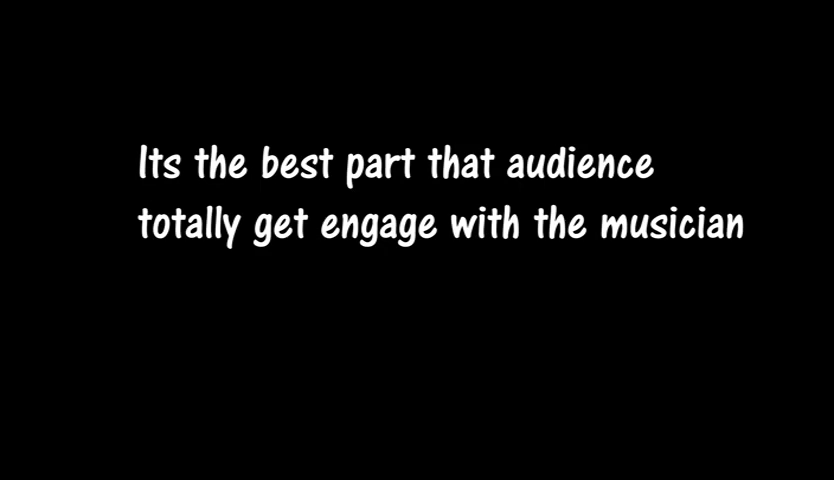 Its the best part that audience
totally get engage with the musician